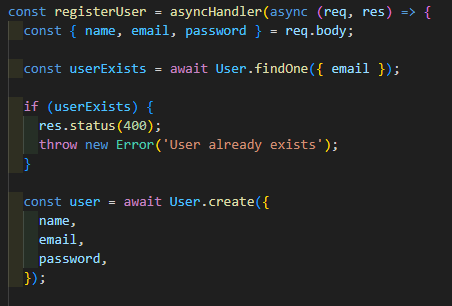 const registerUser = asyncHandler(async (req, res) => {
const { name, email, password } = req.body;
const userExists = await User.findOne({ email });
if (userExists) {
res.status(400);
throw new Error('User already exists');
}
const user = await User.create({
name,
email,
password,
});